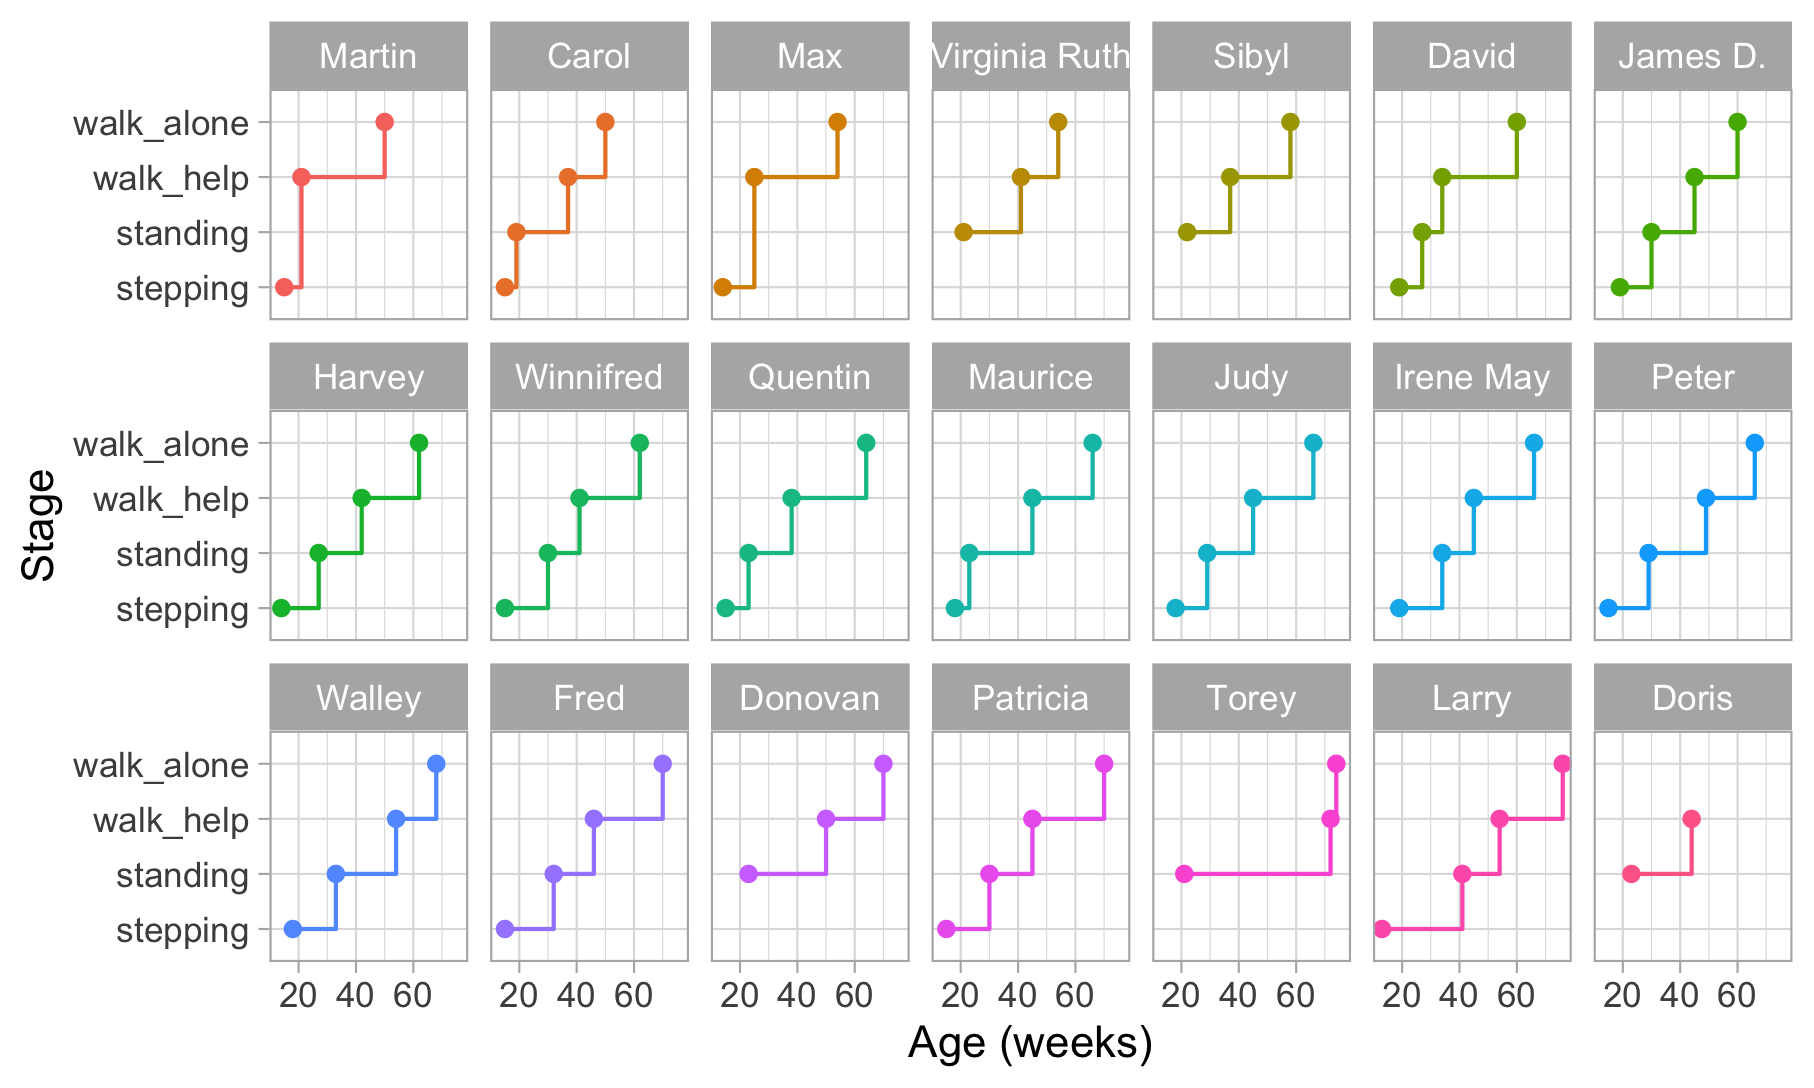 Martin Carol Max Virginia Ruth Sibyl David James D.
walk_alone
walk_help
standing
stepping
Harvey Winnifred Quentin Maurice Judy Irene May Peter
walk_alone
walk_help
standing
stepping
Stage
Walley Fred Donovan Patricia Torey Larry Doris
walk_alone
walk_help
standing
stepping
20 40 60 20 40 60 20 40 60 20 40 60 20 40 60 20 40 60 20 40 60
Age (weeks)